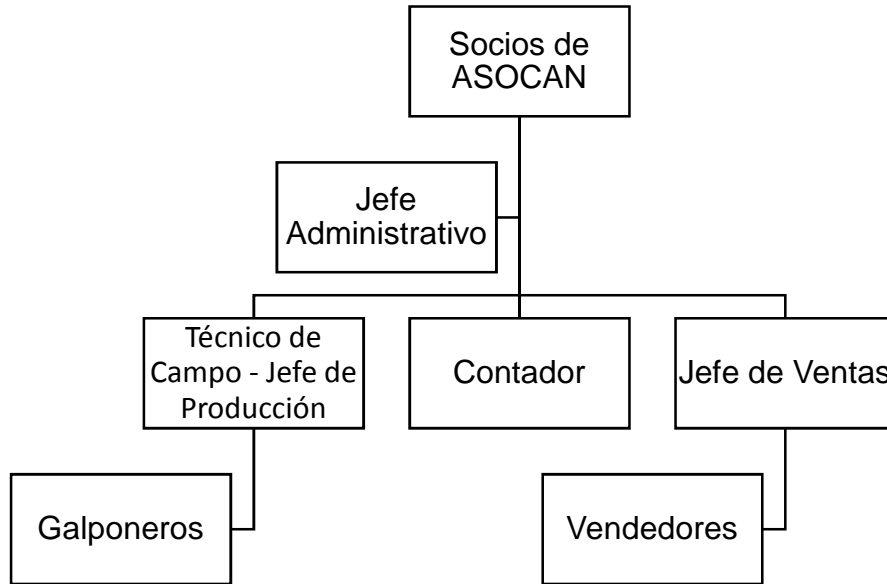 Socios de
ASOCAN
Jefe
Administrativo
Técnico de
Campo - Jefe de
Producción
Contador
Jefe de Ventas
Galponeros
Vendedores